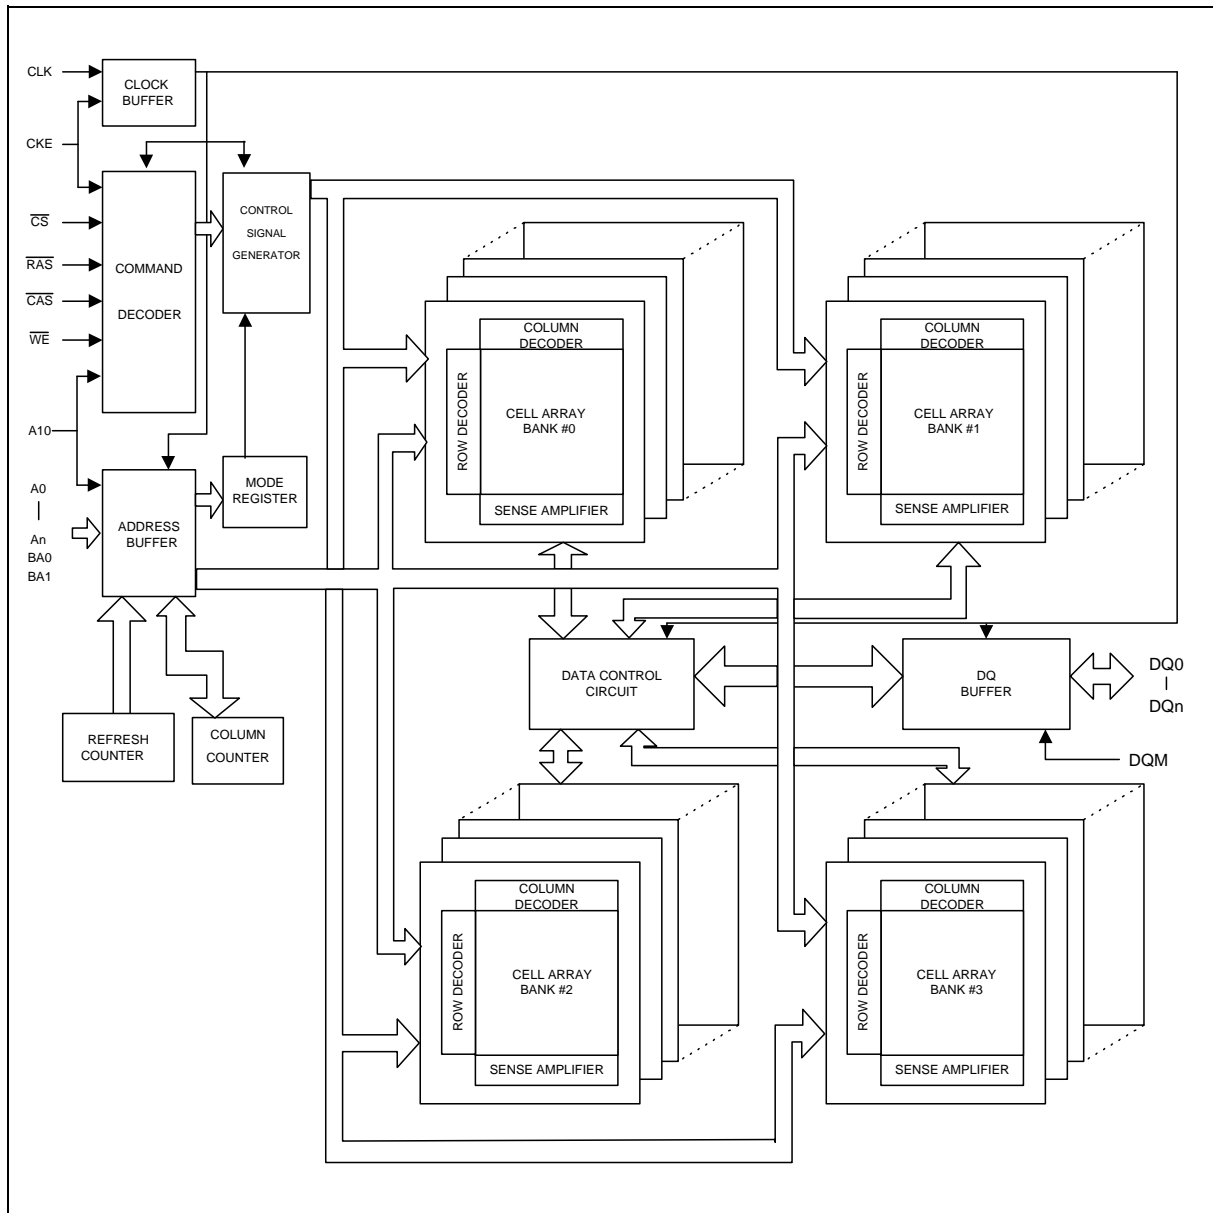 CLK
CLOCK
BUFFER
CKE
CS
RAS
CAS
WE
A10
A0
An
BA0
BA1
COMMAND
DECODER
CONTROL
SIGNAL
GENERATOR
MODE
REGISTER
ADDRESS
BUFFER
REFRESH
COUNTER
COLUMN
COUNTER
COLUMN
DECODER
ROW DECODER
CELL ARRAY
BANK #0
SENSE AMPLIFIER
COLUMN
DECODER
ROW DECODER
CELL ARRAY
BANK #1
SENSE AMPLIFIER
DATA CONTROL
CIRCUIT
DQ
BUFFER
DQ0
DQn
DQM
COLUMN
DECODER
ROW DECODER
CELL ARRAY
BANK #2
SENSE AMPLIFIER
COLUMN
DECODER
ROW DECODER
CELL ARRAY
BANK #3
SENSE AMPLIFIER